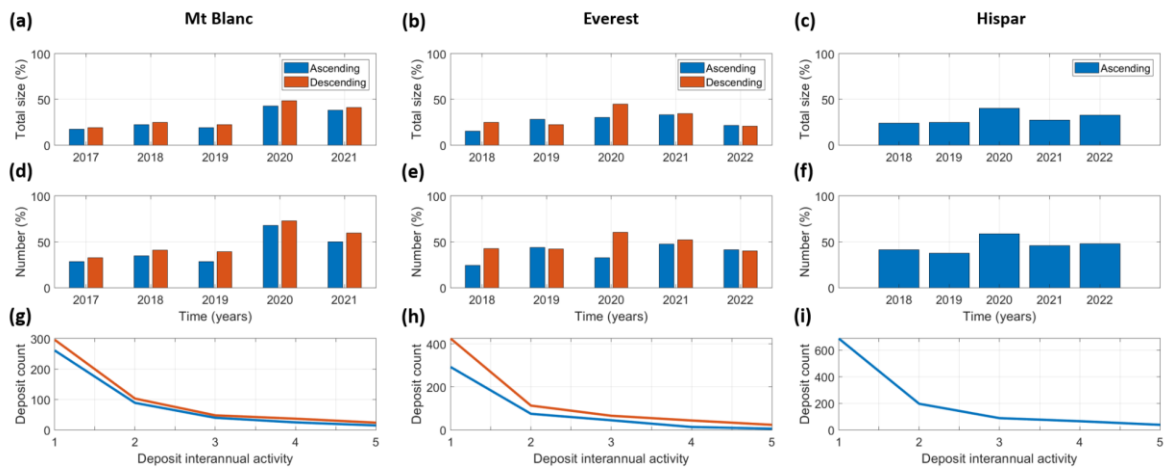 (a) Mt Blanc (b) Everest (c) Hispar
100 Ascending Descending 100 Ascending Descending 100 Ascending
Total size (%) 50 Total size (%) 50 Total size (%) 50
0 0 0
2017 2018 2019 2020 2021 2018 2019 2020 2021 2022 2018 2019 2020 2021 2022
(d) (e) (f)
100 100 100
Number (%) 50 Number (%) 50 Number (%) 50
0 0 0
2017 2018 2019 2020 2021 2018 2019 2020 2021 2022 2018 2019 2020 2021 2022
Time (years) Time (years) Time (years)
(g) (h) (i)
300 400 600
Deposit count 200 Deposit count 200 Deposit count 400
100 200
0 0 0
1 2 3 4 5 1 2 3 4 5 1 2 3 4 5
Deposit interannual activity Deposit interannual activity Deposit interannual activity